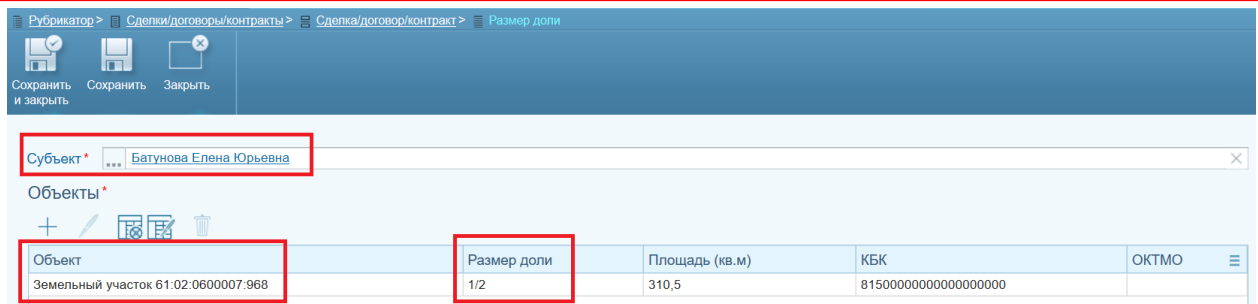 Рубрикатор > Сделки/договоры/контракты > Сделка/договор/контракт > Размер доли
Сохранить и закрыть
Сохранить
Закрыть
Субъект * ... Батунова Елена Юрьевна
Объекты *
Объект Размер доли Площадь (кв.м) КБК ОКТМО
Земельный участок 61:02:0600007:968 1/2 310,5 81500000000000000000